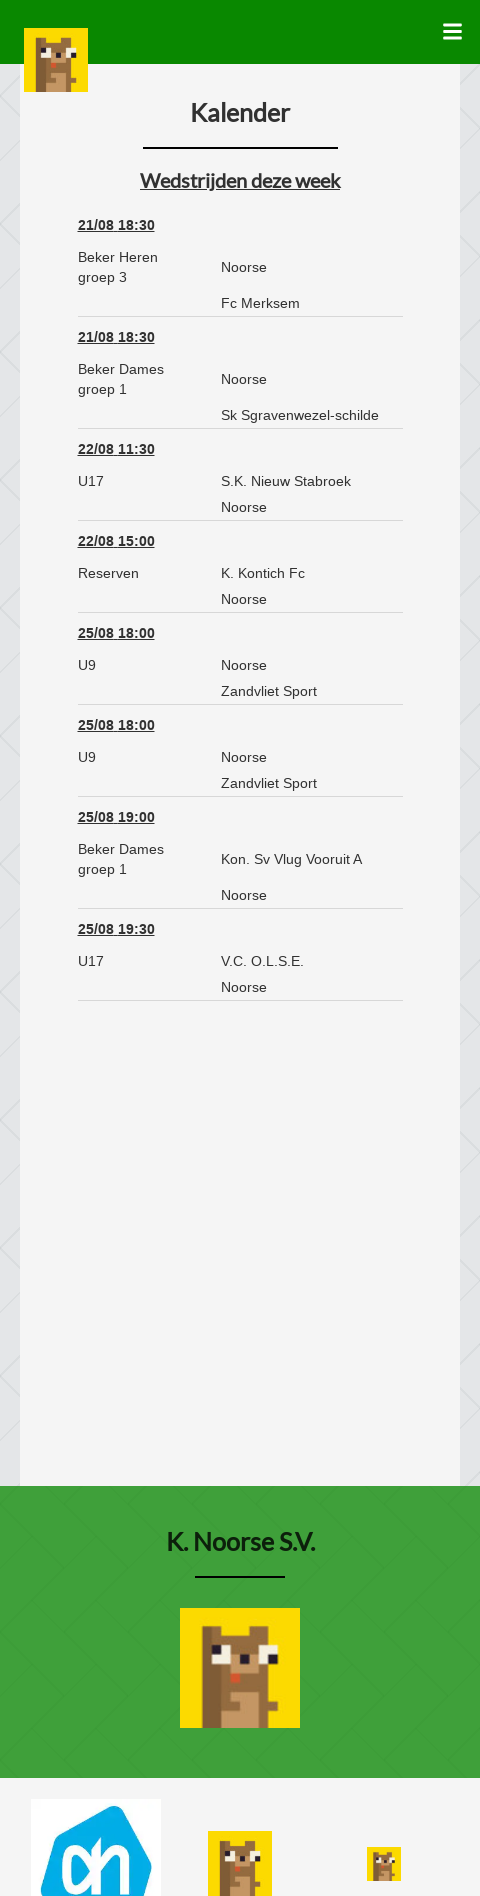 Kalender
Wedstrijden deze week
21/08 18:30
Beker Heren
groep 3
Noorse
Fc Merksem
21/08 18:30
Beker Dames
groep 1
Noorse
Sk Sgravenwezel-schilde
22/08 11:30
U17
S.K. Nieuw Stabroek
Noorse
22/08 15:00
Reserven
K. Kontich Fc
Noorse
25/08 18:00
U9
Noorse
Zandvliet Sport
25/08 18:00
U9
Noorse
Zandvliet Sport
25/08 19:00
Beker Dames
groep 1
Kon. Sv Vlug Vooruit A
Noorse
25/08 19:30
U17
V.C. O.L.S.E.
Noorse
K. Noorse S.V.
ah